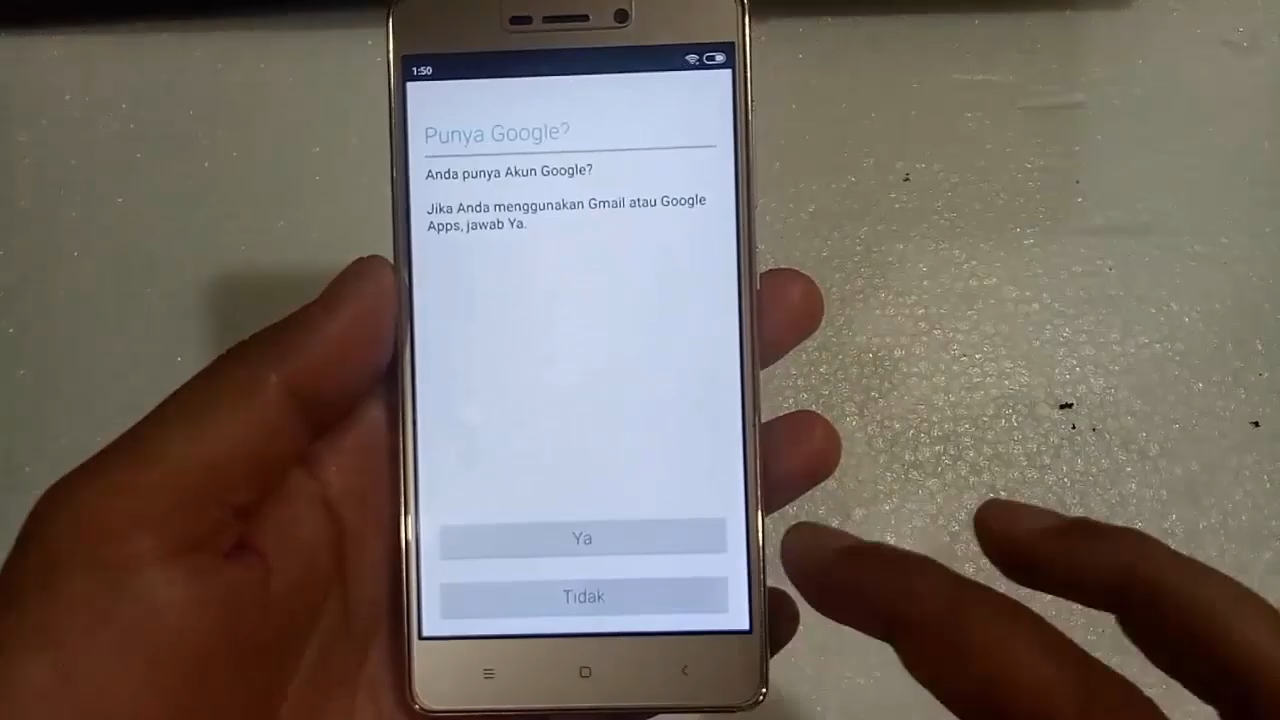 1:50
Punya Google?
Anda punya Akun Google?
Jika Anda menggunakan Gmail atau Google
Apps, jawab Ya.
Ya
Tidak